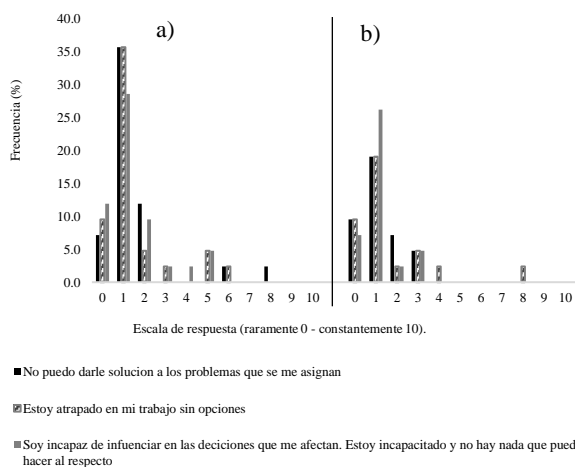 40.0
35.0
30.0
25.0
20.0
15.0
10.0
5.0
0.0
Frecuencia (%)
a)
b)
0 1 2 3 4 5 6 7 8 9 10 0 1 2 3 4 5 6 7 8 9 10
Escala de respuesta (raramente 0 - constantemente 10).
No puedo darle solucion a los problemas que se me asignan
Estoy atrapado en mi trabajo sin opciones
Soy incapaz de infuenciar en las deciciones que me afectan. Estoy incapacitado y no hay nada que pued
hacer al respecto